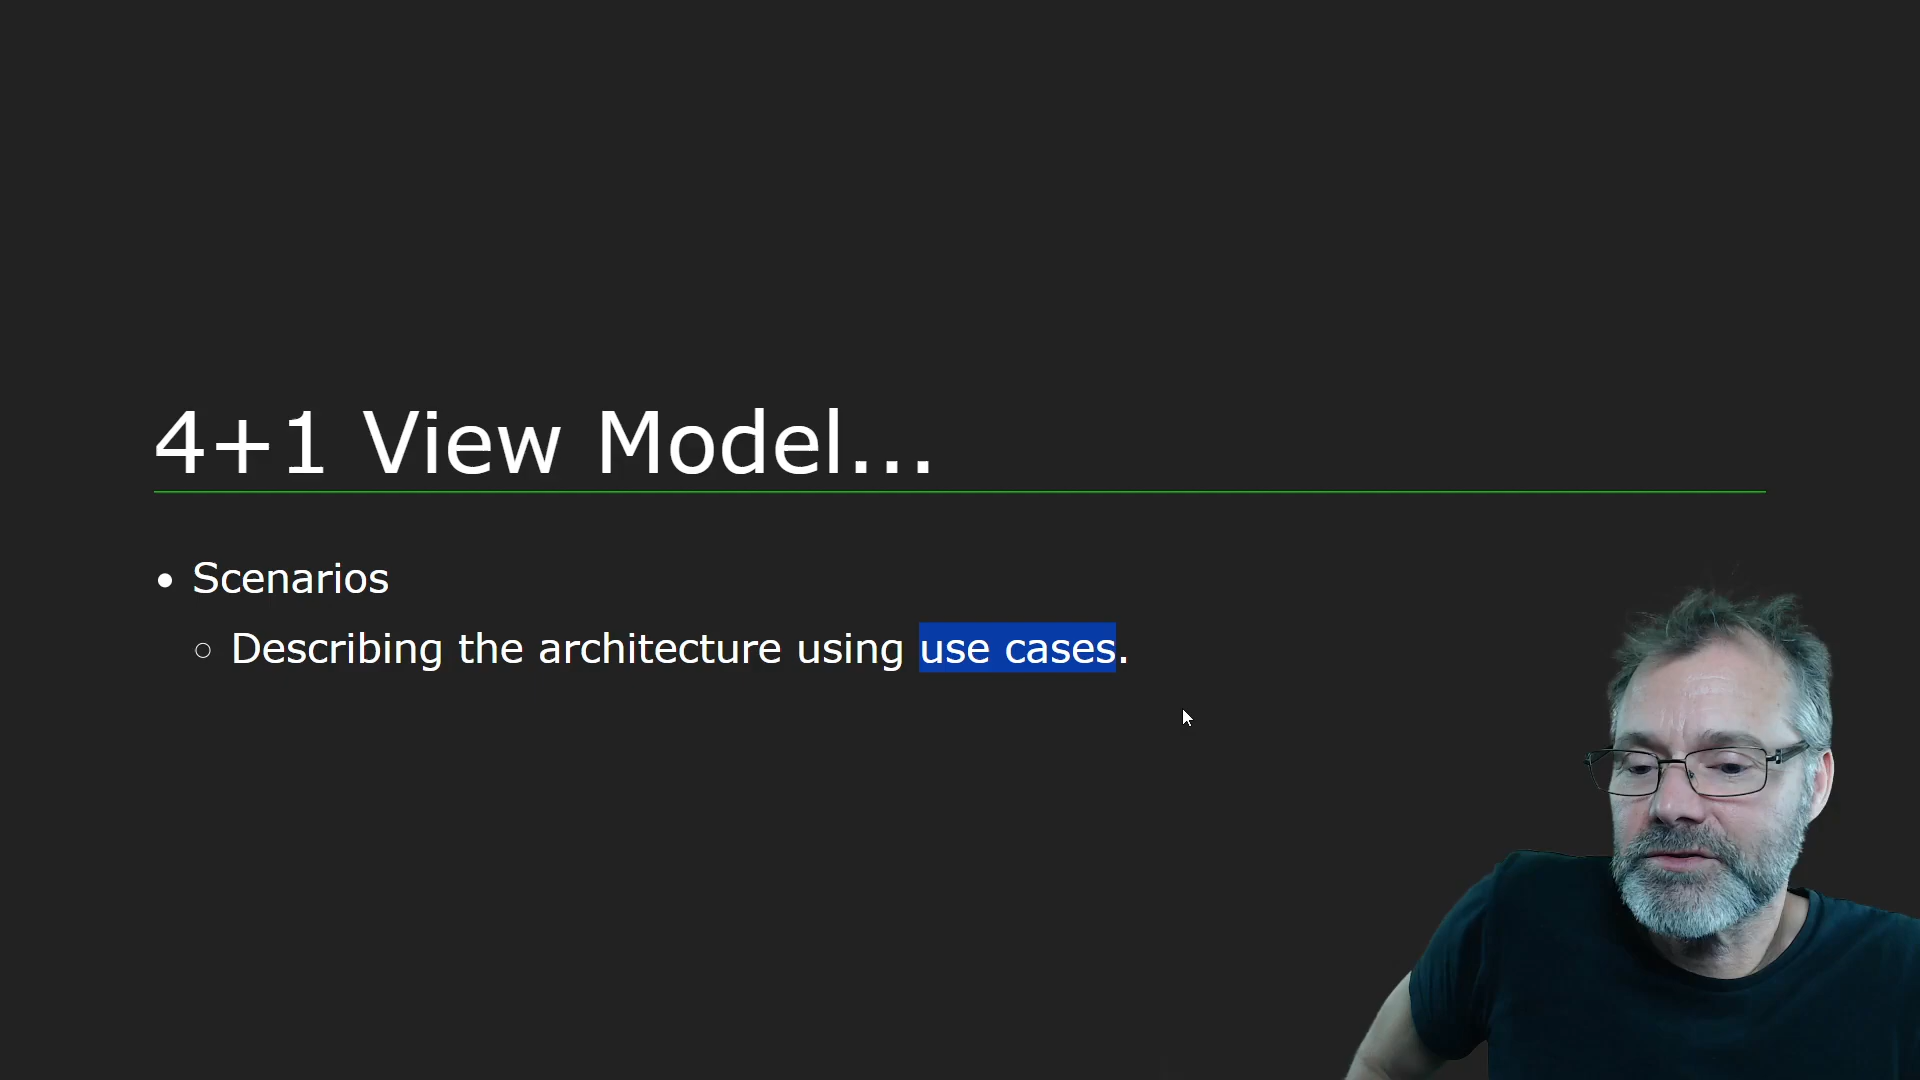 4+1 View Model...
• Scenarios
○ Describing the architecture using use cases.